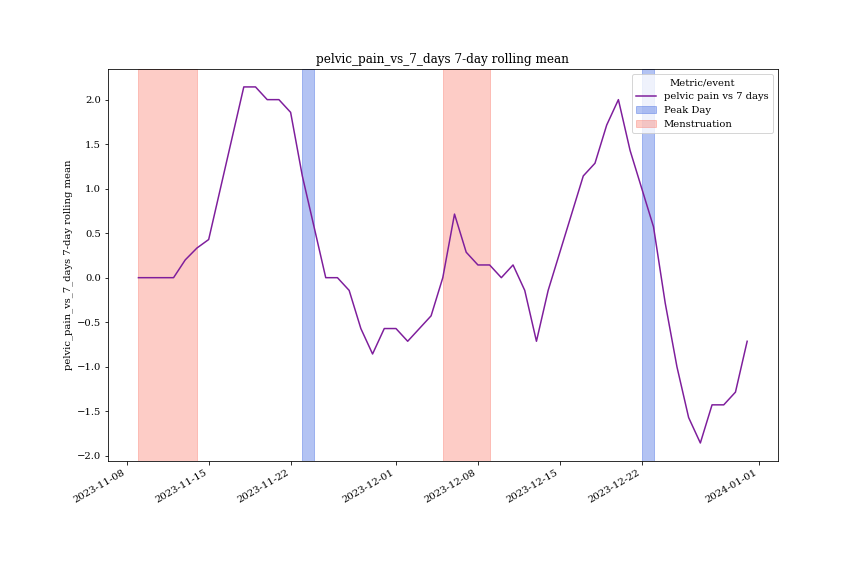 pelvic_pain_vs_7_days 7-day rolling mean
Metric/event
pelvic pain vs 7 days
Peak Day
Menstruation
pelvic_pain_vs_7_days 7-day rolling mean
2.0
1.5
1.0
0.5
0.0
−0.5
−1.0
−1.5
−2.0
2023-11-08
2023-11-15
2023-11-22
2023-12-01
2023-12-08
2023-12-15
2023-12-22
2024-01-01